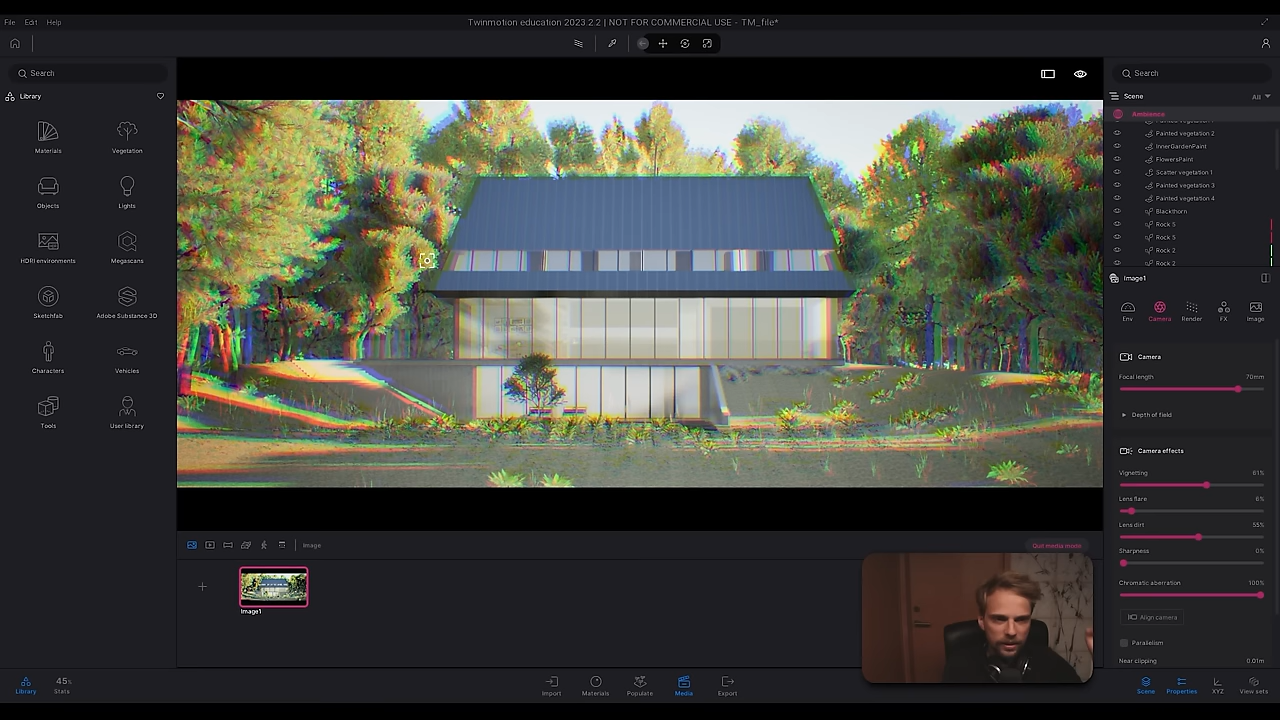 File Edit Help
Twinmotion education 2023.2.2 | NOT FOR COMMERCIAL USE - TM_file*
Search
Library
Materials
Vegetation
Objects
Lights
HDRI environments
Megascans
Sketchfab
Adobe Substance 3D
Characters
Vehicles
Tools
User library
Search
Scene
All
Ambience
Painted vegetation 2
InnerGardenPaint
FlowersPaint
Scatter vegetation 1
Painted vegetation 3
Painted vegetation 4
Blackthorn
Rock 5
Rock 5
Rock 2
Rock 2
Image1
Env
Camera
Render
FX
Image
Camera
Focal length 70mm
Depth of field
Camera effects
Vignetting 61%
Lens flare 6%
Lens dirt 55%
Sharpness 0%
Chromatic aberration 100%
Align camera
Parallelism
Near clipping 0.01m
Image
Quit media mode
Image1
Library
45%
Stats
Import
Materials
Populate
Media
Export
Scene
Properties
XYZ
View sets